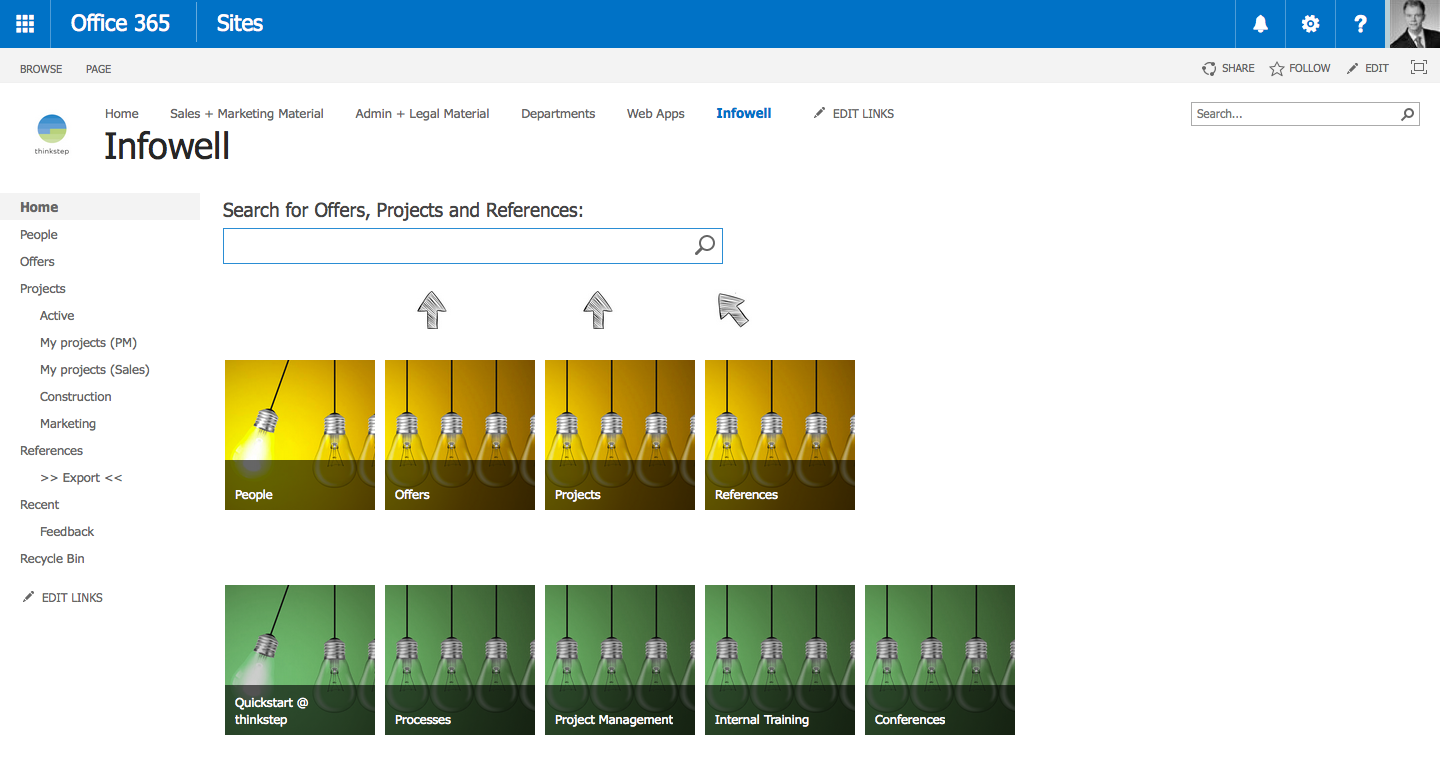 Office 365
Sites
?
BROWSE PAGE
SHARE FOLLOW EDIT
Home Sales + Marketing Material Admin + Legal Material Departments Web Apps Infowell EDIT LINKS
Search...
thinkstep
Infowell
Home
People
Offers
Projects
Active
My projects (PM)
My projects (Sales)
Construction
Marketing
References
>> Export <<
Recent
Feedback
Recycle Bin
EDIT LINKS
Search for Offers, Projects and References:
People
Offers
Projects
References
Quickstart @
thinkstep
Processes
Project Management
Internal Training
Conferences